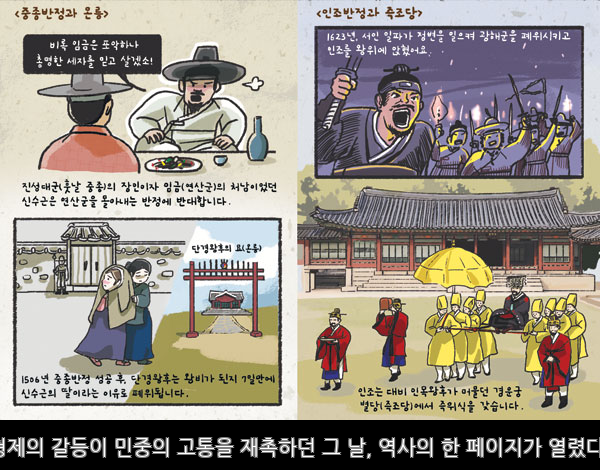 <중종반정과 온릉>
비록 임금은 포악하나
총명한 세자를 믿고 살겠소!
진성대군(훗날 중종)의 장인이자 임금(연산군)의 처남이었던
신수근은 연산군을 몰아내는 반정에 반대합니다.
단경왕후의 묘(온릉)
1506년 중종반정 성공 후, 단경왕후는 왕비가 된지 7일만에
신수근의 딸이라는 이유로 폐위됩니다.
<인조반정과 즉조당>
1623년, 서인 일파가 정변을 일으켜 광해군을 폐위시키고
인조를 왕위에 앉혔어요.
인조는 대비 인목왕후가 머물던 경운궁
별당(즉조당)에서 즉위식을 갖습니다.
형제의 갈등이 민중의 고통을 재촉하던 그 날, 역사의 한 페이지가 열렸다